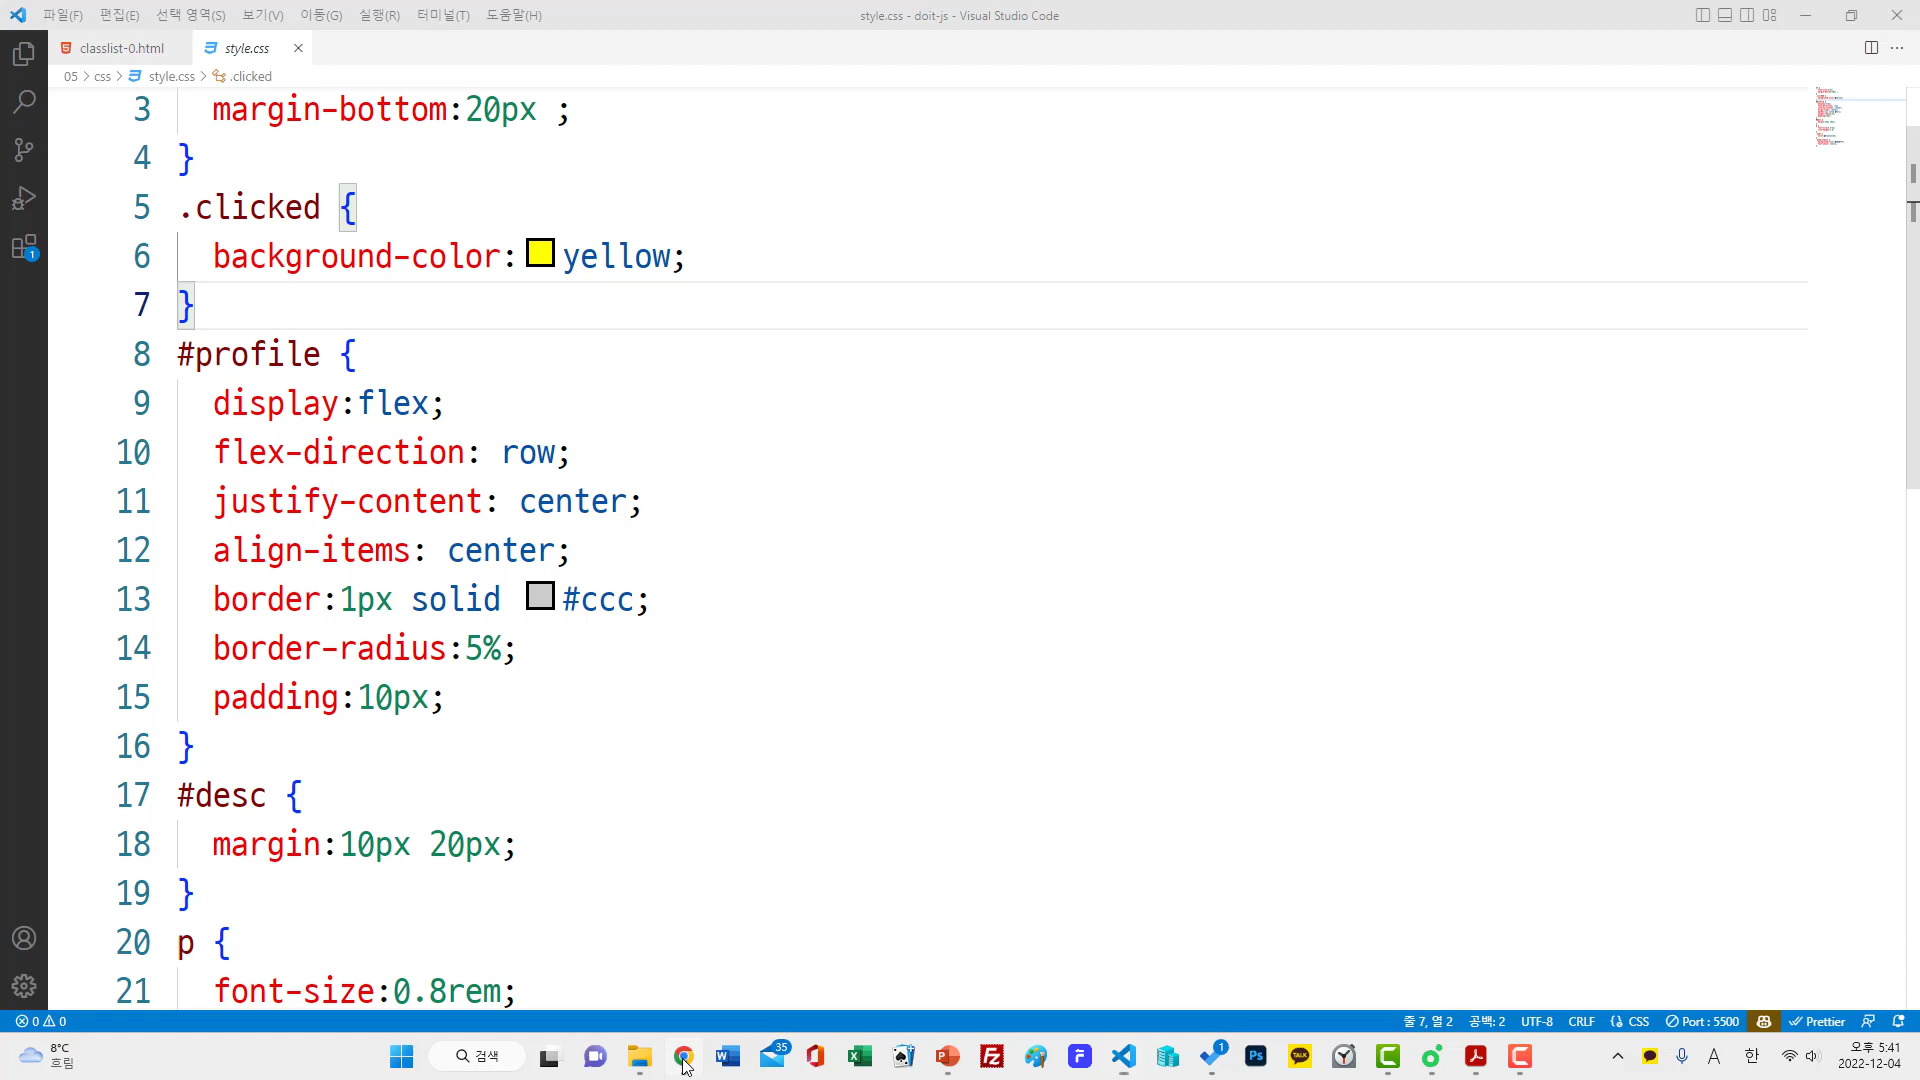 파일(F) 편집(E) 선택 영역(S) 보기(V) 이동(G) 실행(R) 터미널(T) 도움말(H) style.css - doit-js - Visual Studio Code
classlist-0.html style.css
05 > css > style.css > .clicked
3 margin-bottom:20px ;
4 }
5 .clicked {
6 background-color: yellow;
7 }
8 #profile {
9 display:flex;
10 flex-direction: row;
11 justify-content: center;
12 align-items: center;
13 border:1px solid #ccc;
14 border-radius:5%;
15 padding:10px;
16 }
17 #desc {
18 margin:10px 20px;
19 }
20 p {
21 font-size:0.8rem;
1
0 0 줄 7, 열 2 공백: 2 UTF-8 CRLF {} CSS Port : 5500 Prettier
8°C
흐림
검색
35
1
A 한
오후 5:41
2022-12-04